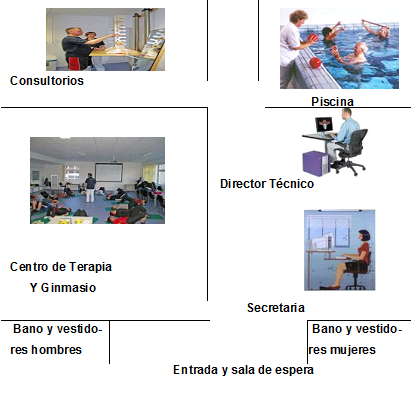 Consultorios
Piscina
Director Técnico
Centro de Terapia
Y Ginmasio
Secretaria
Bano y vestido-
res hombres
Bano y vestido-
res mujeres
Entrada y sala de espera